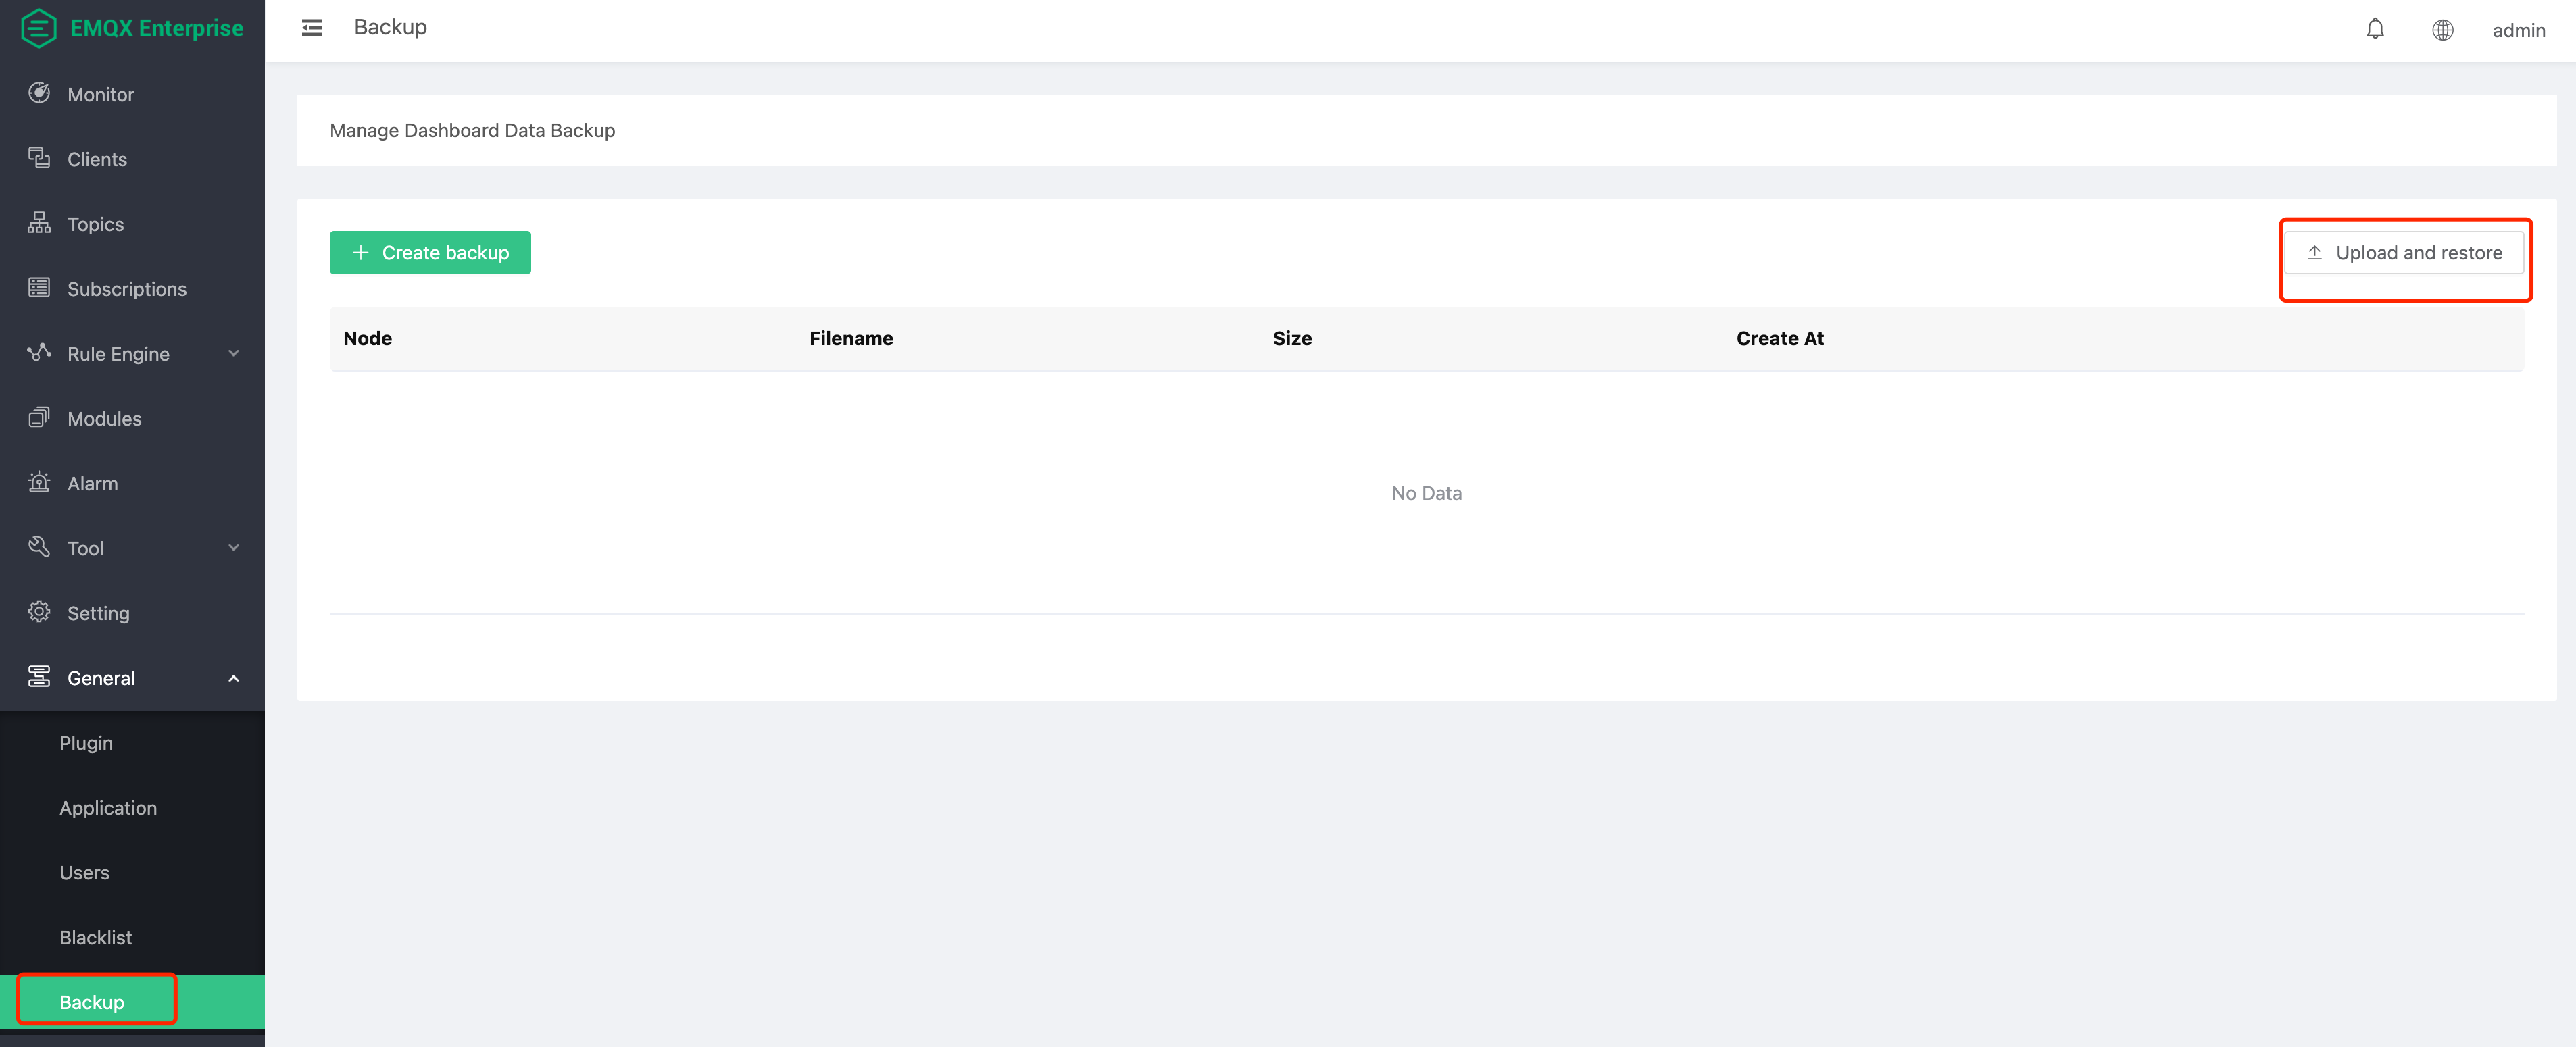 EMQX Enterprise
Monitor
Clients
Topics
Subscriptions
Rule Engine
Modules
Alarm
Tool
Setting
General
Plugin
Application
Users
Blacklist
Backup
Backup
admin
Manage Dashboard Data Backup
Create backup
Upload and restore
Node Filename Size Create At
No Data